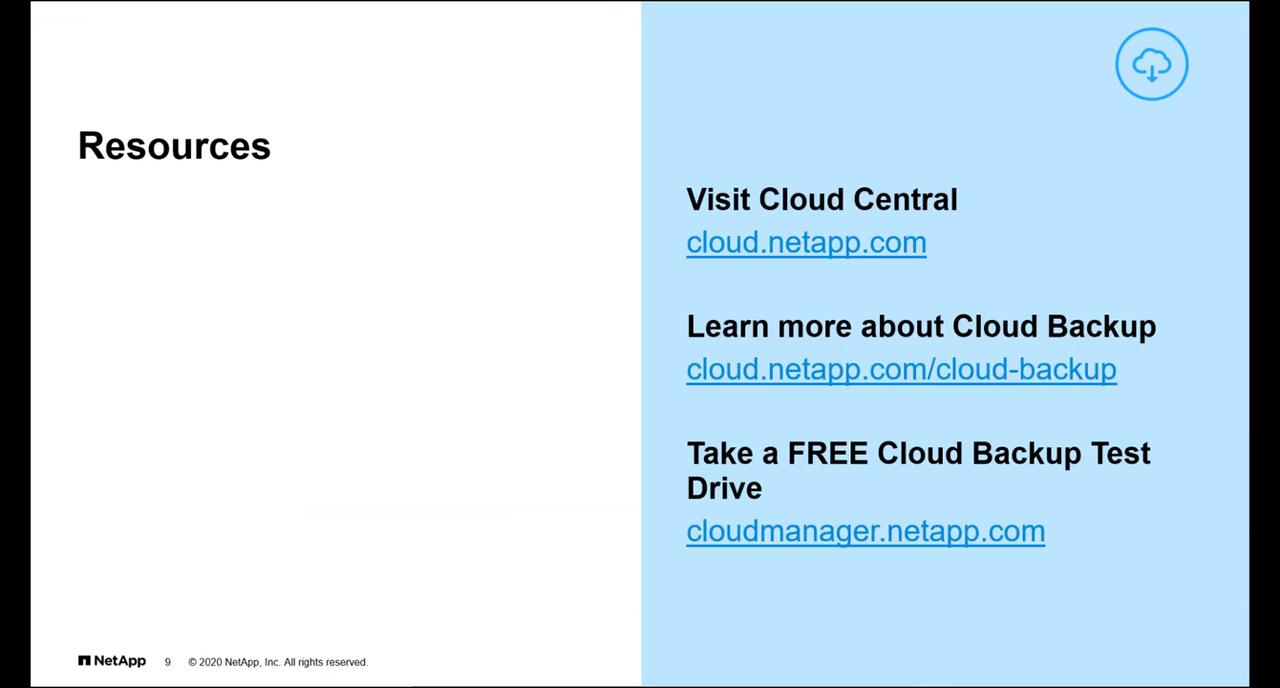 Resources
Visit Cloud Central
cloud.netapp.com
Learn more about Cloud Backup
cloud.netapp.com/cloud-backup
Take a FREE Cloud Backup Test
Drive
cloudmanager.netapp.com
NetApp 9 © 2020 NetApp, Inc. All rights reserved.